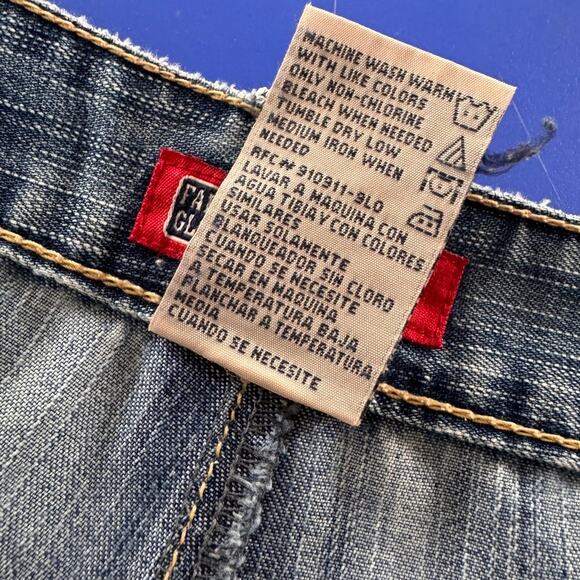 MACHINE WASH WARM
WITH LIKE COLORS
ONLY NON-CHLORINE
BLEACH WHEN NEEDED
TUMBLE DRY LOW
MEDIUM IRON WHEN
NEEDED
RFC# 910911-9LO
LAVAR A MAQUINA CON
AGUA TIBIA Y CON COLORES
SIMILARES
USAR SOLAMENTE
BLANQUEADOR SIN CLORO
CUANDO SE NECESITE
SECAR EN MAQUINA
A TEMPERATURA BAJA
PLANCHAR A TEMPERATURA
MEDIA
CUANDO SE NECESITE